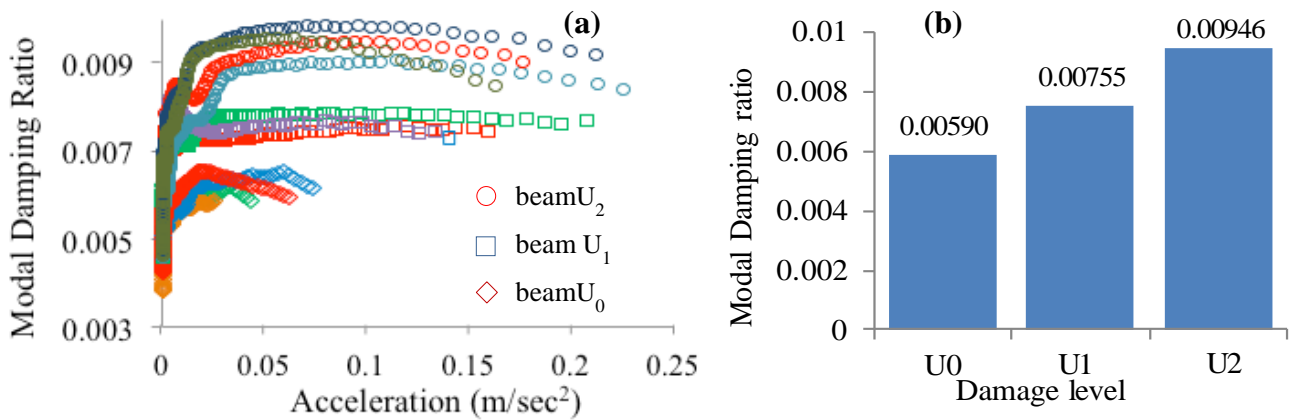 (a)
Modal Damping Ratio
0.009
0.007
0.005
0.003
0 0.05 0.1 0.15 0.2 0.25
Acceleration (m/sec²)
beamU₂
beam U₁
beamU₀
(b)
Modal Damping ratio
0.01
0.008
0.006
0.004
0.002
0
0.00590
0.00755
0.00946
U0 U1 U2
Damage level